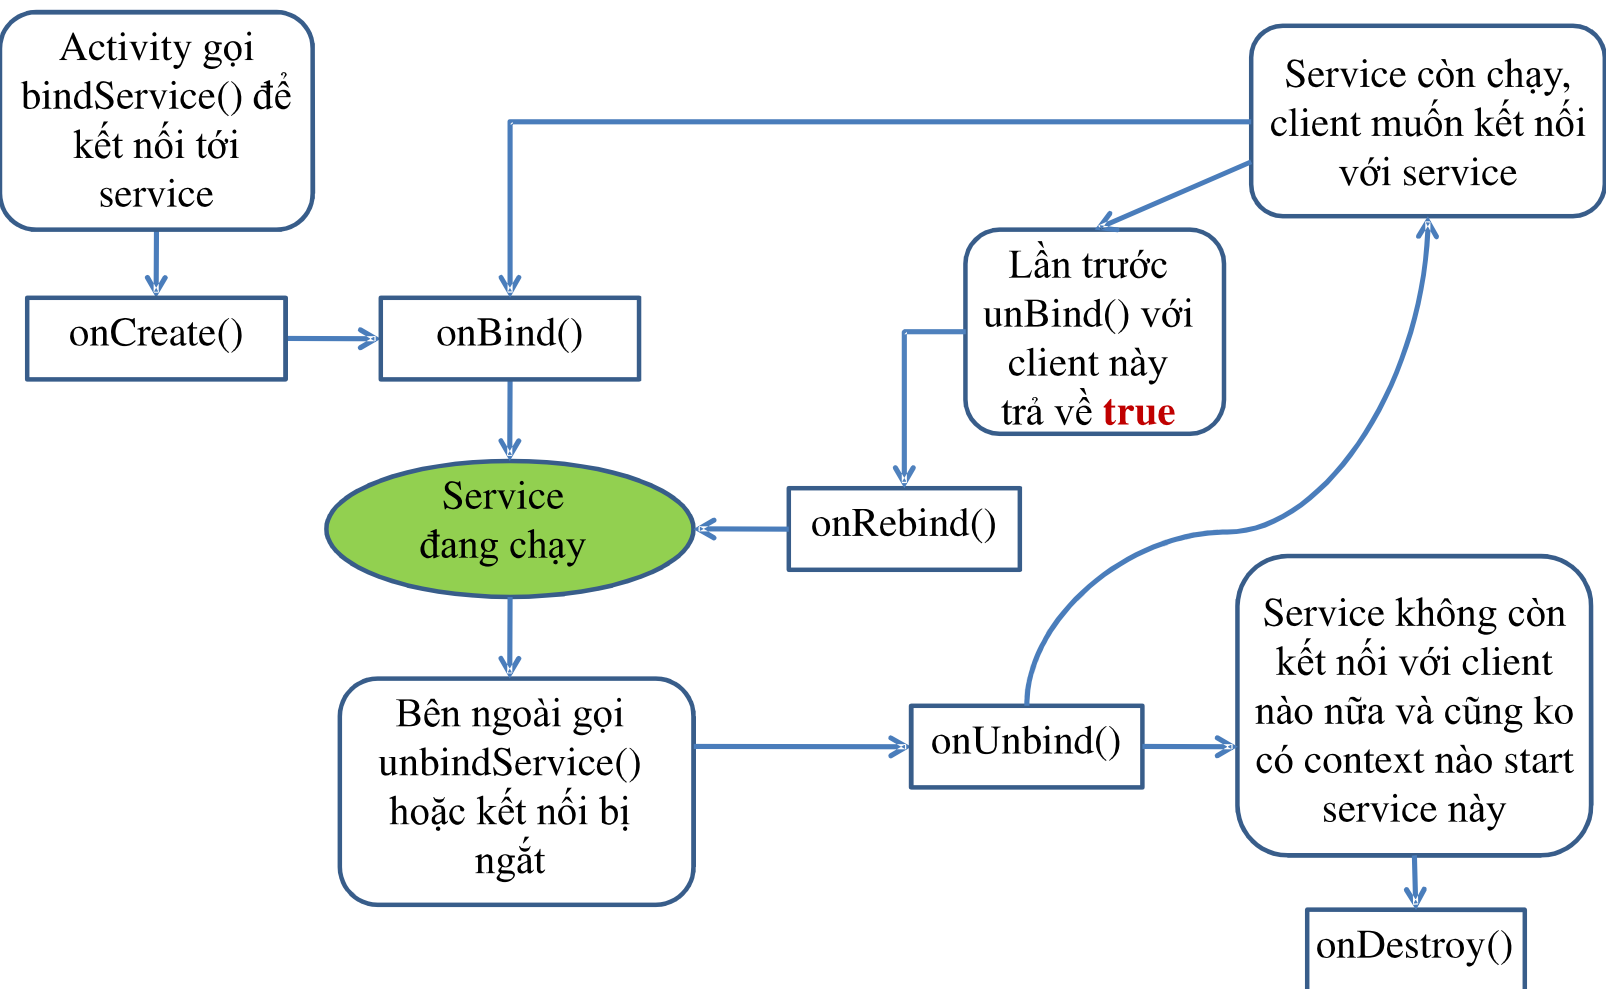 Activity gọi
bindService() để
kết nối tới
service
Service còn chạy,
client muốn kết nối
với service
Lần trước
unBind() với
client này
trả về true
onCreate()
onBind()
Service
đang chạy
onRebind()
Bên ngoài gọi
unbindService()
hoặc kết nối bị
ngắt
onUnbind()
Service không còn
kết nối với client
nào nữa và cũng ko
có context nào start
service này
onDestroy()